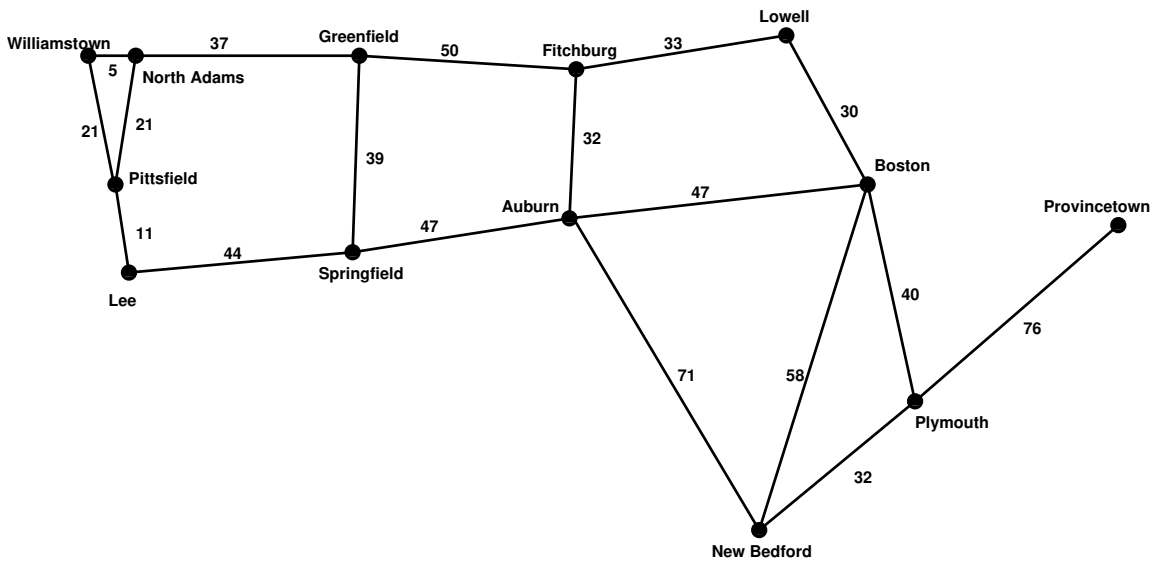 Lowell
Williamstown
37
Greenfield
50
Fitchburg
33
5
North Adams
21
21
30
32
39
Pittsfield
Boston
47
Auburn
Provincetown
11
47
44
Springfield
Lee
40
76
71
58
Plymouth
32
New Bedford